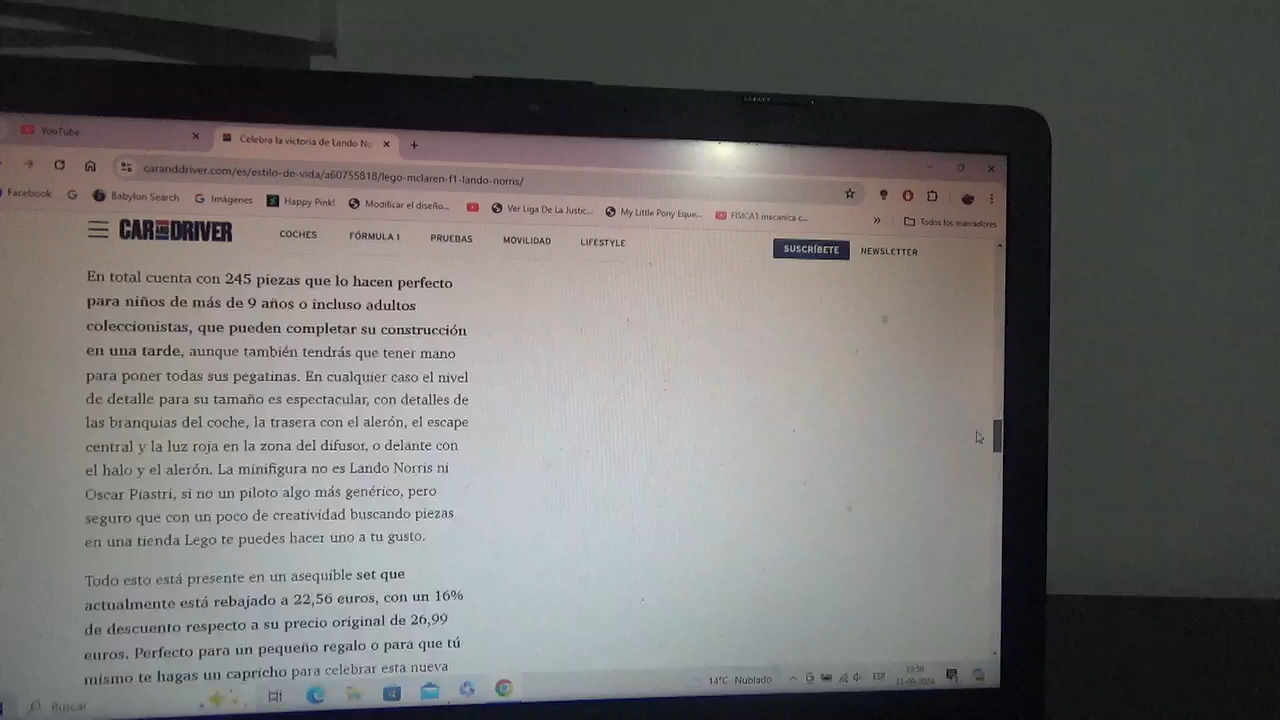 YouTube
Celebra la victoria de Lando No
caranddriver.com/es/estilo-de-vida/a60755818/lego-mclaren-f1-lando-norris/
Facebook
Babylon Search
Imágenes
Happy Pink!
Modificar el diseño...
Ver Liga De La Justic...
My Little Pony Eque...
FISICA1 mecanica c...
Todos los marcadores
CAR AND DRIVER
COCHES
FÓRMULA 1
PRUEBAS
MOVILIDAD
LIFESTYLE
SUSCRÍBETE
NEWSLETTER
En total cuenta con 245 piezas que lo hacen perfecto
para niños de más de 9 años o incluso adultos
coleccionistas, que pueden completar su construcción
en una tarde, aunque también tendrás que tener mano
para poner todas sus pegatinas. En cualquier caso el nivel
de detalle para su tamaño es espectacular, con detalles de
las branquias del coche, la trasera con el alerón, el escape
central y la luz roja en la zona del difusor, o delante con
el halo y el alerón. La minifigura no es Lando Norris ni
Oscar Piastri, si no un piloto algo más genérico, pero
seguro que con un poco de creatividad buscando piezas
en una tienda Lego te puedes hacer uno a tu gusto.
Todo esto está presente en un asequible set que
actualmente está rebajado a 22,56 euros, con un 16%
de descuento respecto a su precio original de 26,99
euros. Perfecto para un pequeño regalo o para que tú
mismo te hagas un capricho para celebrar esta nueva
Buscar
14°C Nublado
ESP